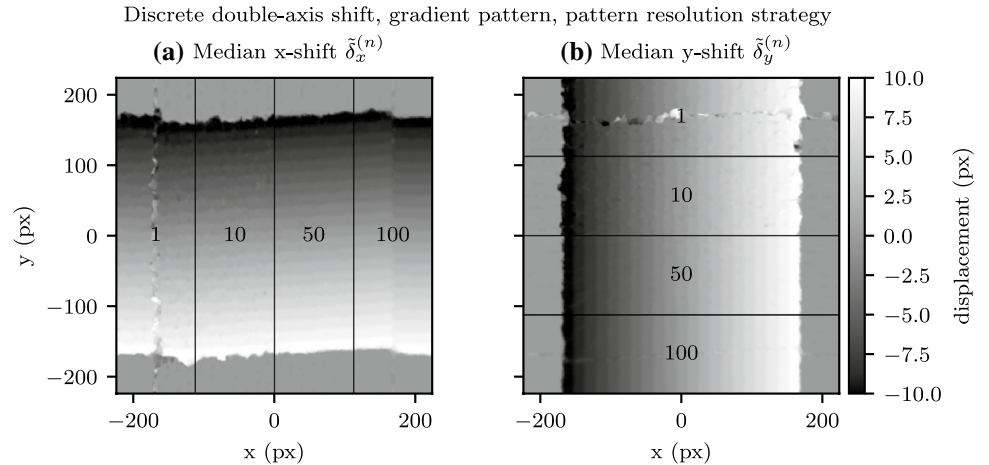 Discrete double-axis shift, gradient pattern, pattern resolution strategy
(a) Median x-shift δ̃ₓ⁽ⁿ⁾
(b) Median y-shift δ̃ᵧ⁽ⁿ⁾
200
100
0
−100
−200
y (px)
1 10 50 100
−200 0 200
x (px)
1
10
50
100
−200 0 200
x (px)
10.0
7.5
5.0
2.5
0.0
−2.5
−5.0
−7.5
−10.0
displacement (px)